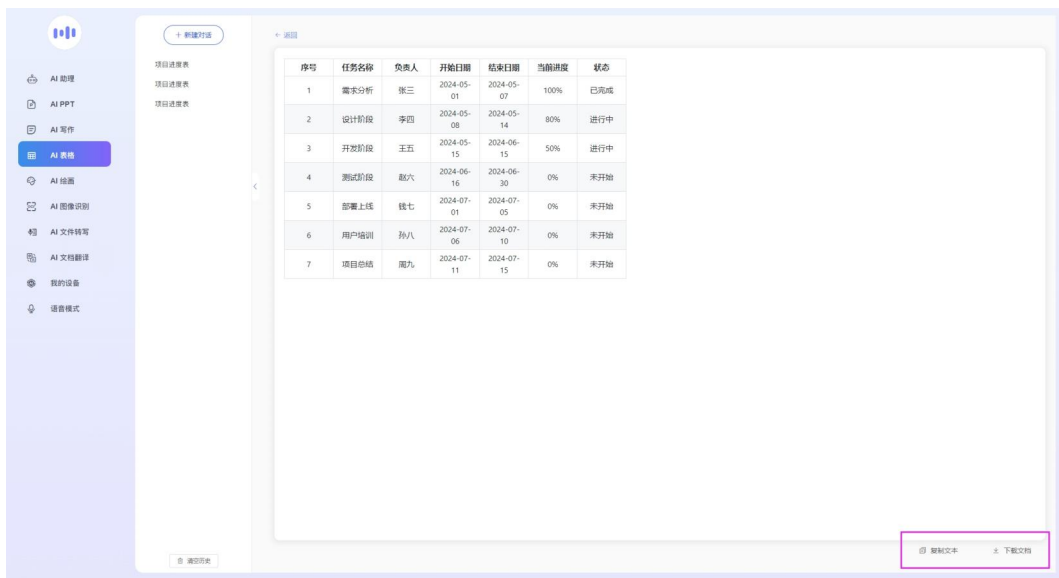 + 新建对话
← 返回
项目进度表
项目进度表
项目进度表
AI 助理
AI PPT
AI 写作
AI 表格
AI 绘画
AI 图像识别
AI 文件转写
AI 文档翻译
我的设备
语音模式
序号 任务名称 负责人 开始日期 结束日期 当前进度 状态
1 需求分析 张三 2024-05-01 2024-05-07 100% 已完成
2 设计阶段 李四 2024-05-08 2024-05-14 80% 进行中
3 开发阶段 王五 2024-05-15 2024-06-15 50% 进行中
4 测试阶段 赵六 2024-06-16 2024-06-30 0% 未开始
5 部署上线 钱七 2024-07-01 2024-07-05 0% 未开始
6 用户培训 孙八 2024-07-06 2024-07-10 0% 未开始
7 项目总结 周九 2024-07-11 2024-07-15 0% 未开始
清空历史
复制文本 下载文档